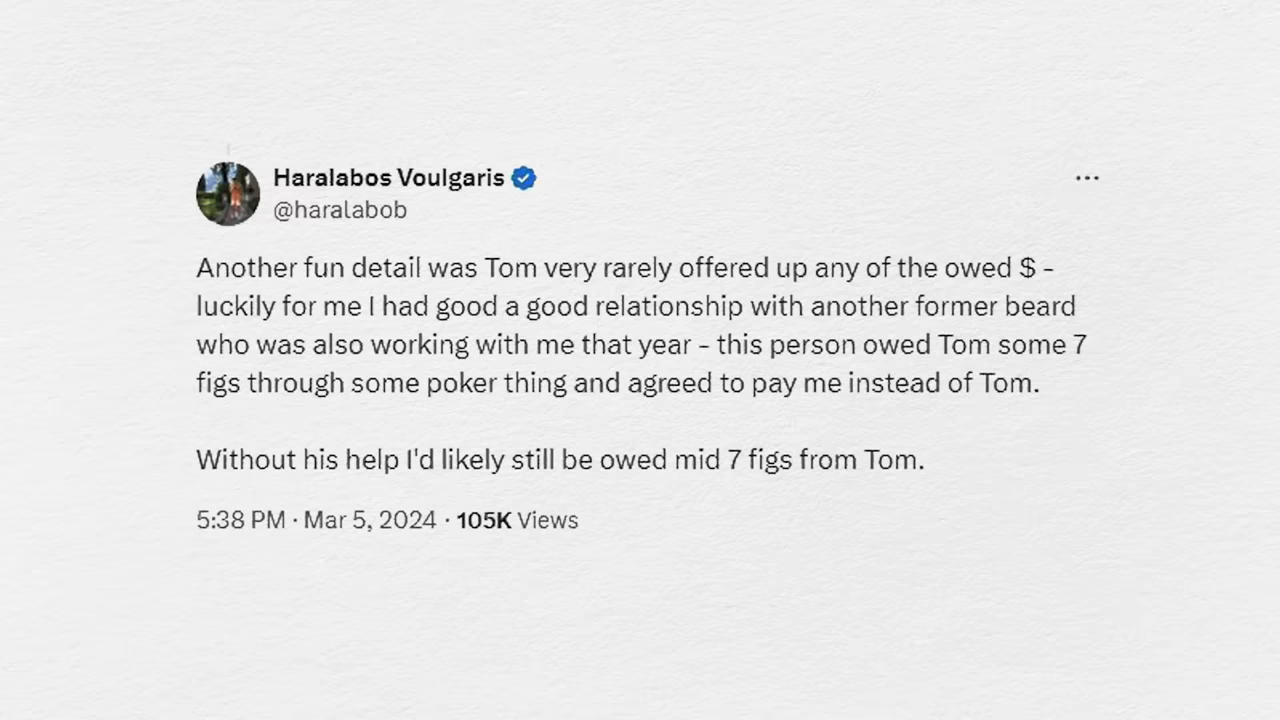 Haralabos Voulgaris
@haralabob
Another fun detail was Tom very rarely offered up any of the owed $ -
luckily for me I had good a good relationship with another former beard
who was also working with me that year - this person owed Tom some 7
figs through some poker thing and agreed to pay me instead of Tom.
Without his help I'd likely still be owed mid 7 figs from Tom.
5:38 PM · Mar 5, 2024 · 105K Views